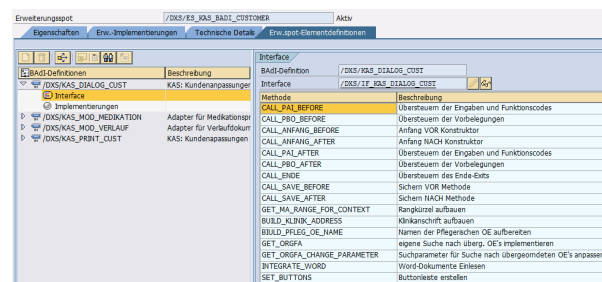 Erweiterungsspot /DXS/ES_KAS_BADI_CUSTOMER Aktiv
Eigenschaften Erw.-Implementierungen Technische Details Erw.spot-Elementdefinitionen
BAdI-Definitionen Beschreibung
/DXS/KAS_DIALOG_CUST KAS: Kundenanpassunger
Interface
Implementierungen
/DXS/KAS_MOD_MEDIKATION Adapter für Medikationspr
/DXS/KAS_MOD_VERLAUF Adapter für Verlaufdokum
/DXS/KAS_PRINT_CUST KAS: Kundenapassungen
Interface
BAdI-Definition /DXS/KAS_DIALOG_CUST
Interface /DXS/IF_KAS_DIALOG_CUST
Methode Beschreibung
CALL_PAI_BEFORE Übersteuern der Eingaben und Funktionscodes
CALL_PBO_BEFORE Übersteuern der Vorbelegungen
CALL_ANFANG_BEFORE Anfang VOR Konstruktor
CALL_ANFANG_AFTER Anfang NACH Konstruktor
CALL_PAI_AFTER Übersteuern der Eingaben und Funktionscodes
CALL_PBO_AFTER Übersteuern der Vorbelegungen
CALL_ENDE Übersteuern des Ende-Exits
CALL_SAVE_BEFORE Sichern VOR Methode
CALL_SAVE_AFTER Sichern NACH Methode
GET_MA_RANGE_FOR_CONTEXT Rangkürzel aufbauen
BUILD_KLINIK_ADDRESS Klinikanschrift aufbauen
BIULD_PFLEG_OE_NAME Namen der Pflegerischen OE aufbereiten
GET_ORGFA eigene Suche nach überg. OE's implementieren
GET_ORGFA_CHANGE_PARAMETER Suchparameter für Suche nach übergeorndeten OE's anpasser
INTEGRATE_WORD Word-Dokumente Einlesen
SET_BUTTONS Buttonleiste erstellen